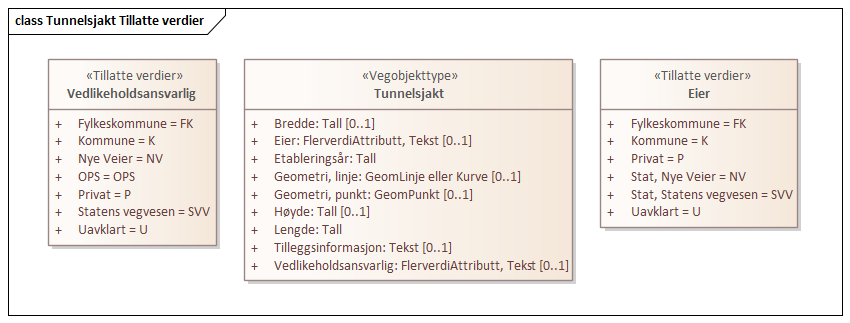 class Tunnelsjakt Tillatte verdier
«Tillatte verdier»
Vedlikeholdsansvarlig
+ Fylkeskommune = FK
+ Kommune = K
+ Nye Veier = NV
+ OPS = OPS
+ Privat = P
+ Statens vegvesen = SVV
+ Uavklart = U
«Vegobjekttype»
Tunnelsjakt
+ Bredde: Tall [0..1]
+ Eier: FlerverdiAttributt, Tekst [0..1]
+ Etableringsår: Tall
+ Geometri, linje: GeomLinje eller Kurve [0..1]
+ Geometri, punkt: GeomPunkt [0..1]
+ Høyde: Tall [0..1]
+ Lengde: Tall
+ Tilleggsinformasjon: Tekst [0..1]
+ Vedlikeholdsansvarlig: FlerverdiAttributt, Tekst [0..1]
«Tillatte verdier»
Eier
+ Fylkeskommune = FK
+ Kommune = K
+ Privat = P
+ Stat, Nye Veier = NV
+ Stat, Statens vegvesen = SVV
+ Uavklart = U